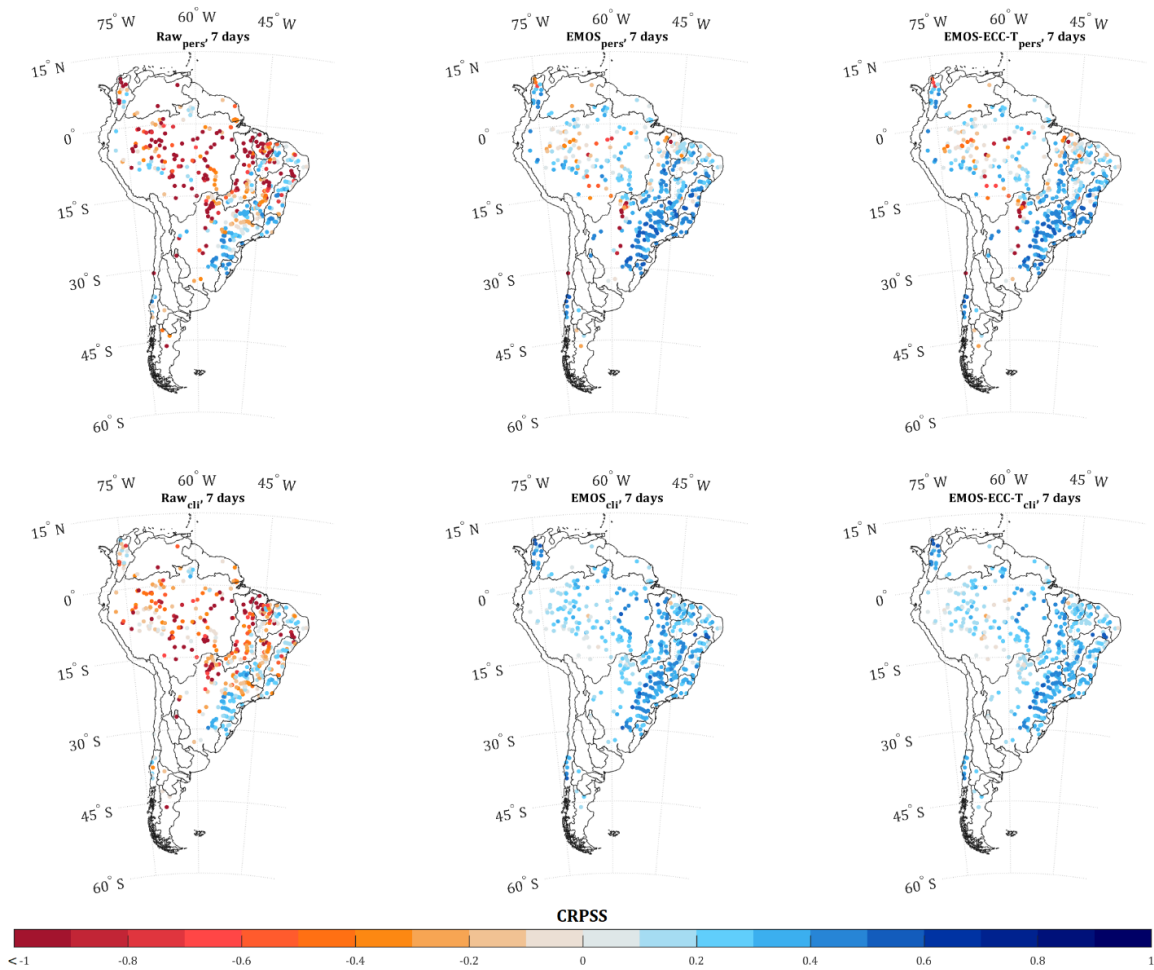 75° W 60° W 45° W
Raw_pers, 7 days
15° N
0°
15° S
30° S
45° S
60° S
75° W 60° W 45° W
EMOS_pers, 7 days
15° N
0°
15° S
30° S
45° S
60° S
75° W 60° W 45° W
EMOS-ECC-T_pers, 7 days
15° N
0°
15° S
30° S
45° S
60° S
75° W 60° W 45° W
Raw_cli, 7 days
15° N
0°
15° S
30° S
45° S
60° S
75° W 60° W 45° W
EMOS_cli, 7 days
15° N
0°
15° S
30° S
45° S
60° S
75° W 60° W 45° W
EMOS-ECC-T_cli, 7 days
15° N
0°
15° S
30° S
45° S
60° S
CRPSS
<-1 -0.8 -0.6 -0.4 -0.2 0 0.2 0.4 0.6 0.8 1